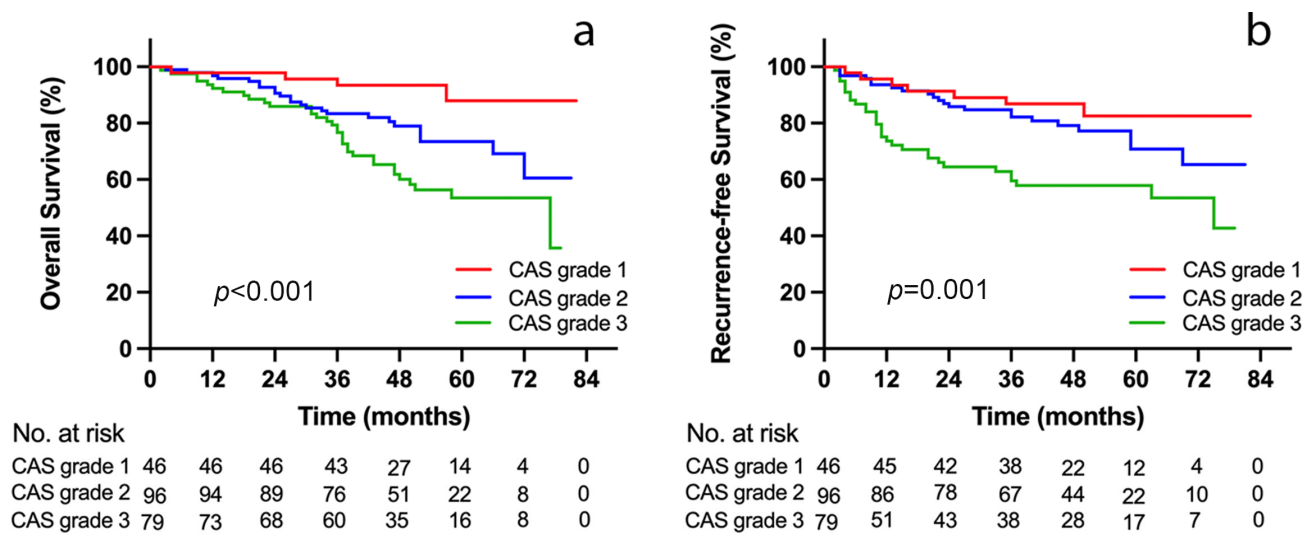 a
Overall Survival (%)
100
80
60
40
20
0
p<0.001
CAS grade 1
CAS grade 2
CAS grade 3
0 12 24 36 48 60 72 84
Time (months)
No. at risk
CAS grade 1 46 46 46 43 27 14 4 0
CAS grade 2 96 94 89 76 51 22 8 0
CAS grade 3 79 73 68 60 35 16 8 0
b
Recurrence-free Survival (%)
100
80
60
40
20
0
p=0.001
CAS grade 1
CAS grade 2
CAS grade 3
0 12 24 36 48 60 72 84
Time (months)
No. at risk
CAS grade 1 46 45 42 38 22 12 4 0
CAS grade 2 96 86 78 67 44 22 10 0
CAS grade 3 79 51 43 38 28 17 7 0